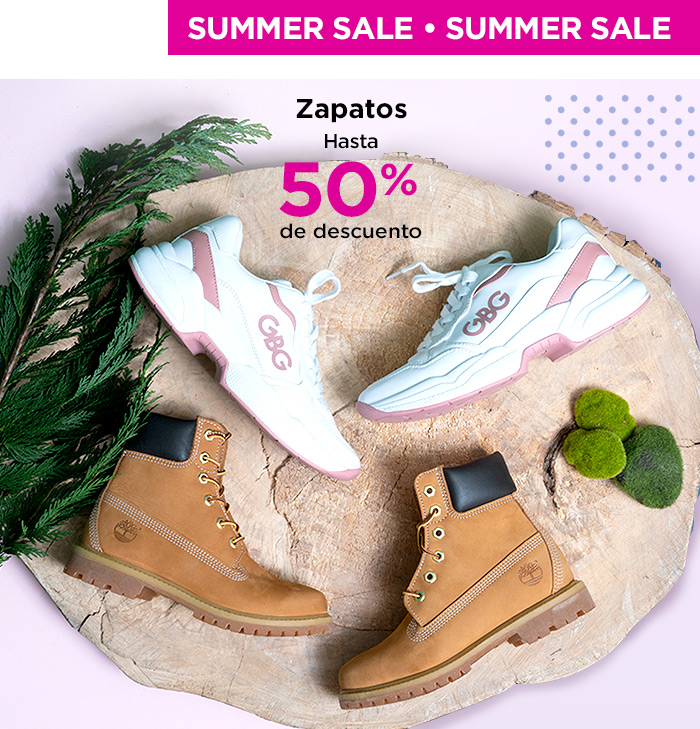 SUMMER SALE • SUMMER SALE
Zapatos
Hasta
50%
de descuento
GBG
GBG